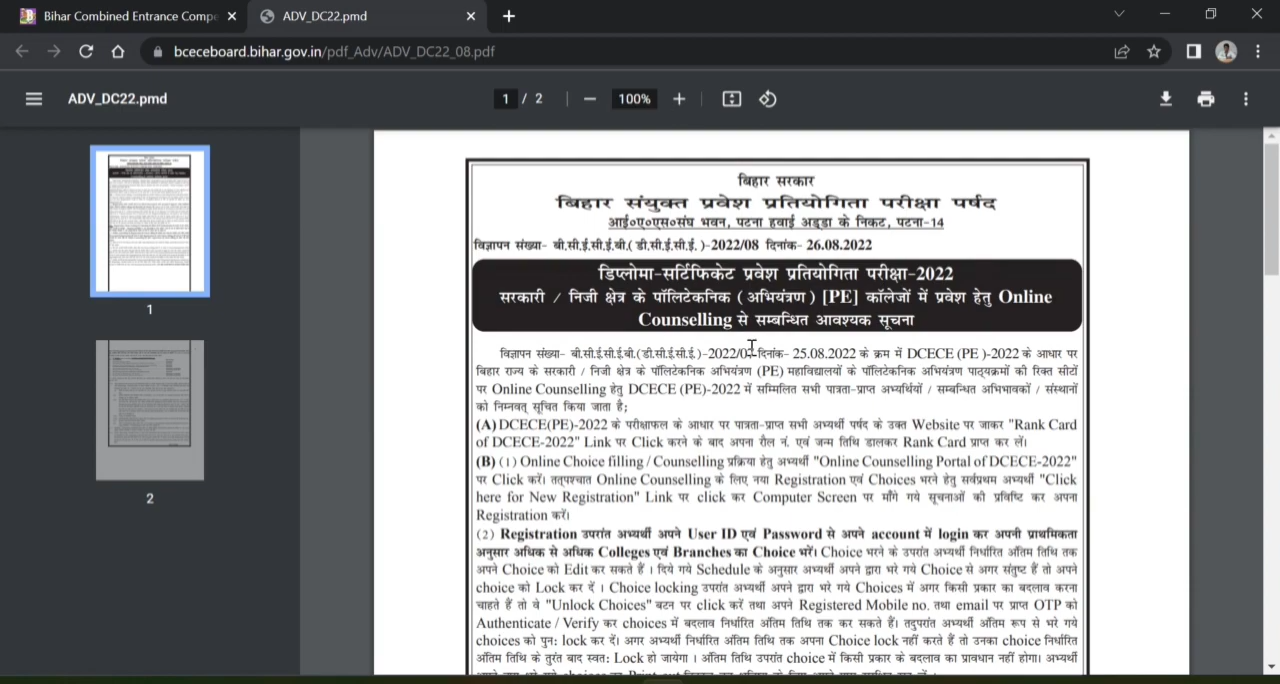 Bihar Combined Entrance Compe
ADV_DC22.pmd
bceceboard.bihar.gov.in/pdf_Adv/ADV_DC22_08.pdf
ADV_DC22.pmd
1 / 2
100%
1
2
बिहार सरकार
बिहार संयुक्त प्रवेश प्रतियोगिता परीक्षा पर्षद
आई०ए०एस०संघ भवन, पटना हवाई अड्डा के निकट, पटना-14
विज्ञापन संख्या- बी.सी.ई.सी.ई.बी.( डी.सी.ई.सी.ई. )-2022/08 दिनांक- 26.08.2022
डिप्लोमा-सर्टिफिकेट प्रवेश प्रतियोगिता परीक्षा-2022
सरकारी / निजी क्षेत्र के पॉलिटेकनिक ( अभियंत्रण ) [PE] कॉलेजों में प्रवेश हेतु Online
Counselling से सम्बन्धित आवश्यक सूचना
विज्ञापन संख्या- बी.सी.ई.सी.ई.बी.(डी.सी.ई.सी.ई.)-2022/07 दिनांक- 25.08.2022 के क्रम में DCECE (PE )-2022 के आधार पर
बिहार राज्य के सरकारी / निजी क्षेत्र के पॉलिटेकनिक अभियंत्रण (PE) महाविद्यालयों के पॉलिटेकनिक अभियंत्रण पाठ्यक्रमों की रिक्त सीटों
पर Online Counselling हेतु DCECE (PE)-2022 में सम्मिलित सभी पात्रता-प्राप्त अभ्यर्थियों / सम्बन्धित अभिभावकों / संस्थानों
को निम्नवत् सूचित किया जाता है;
(A) DCECE(PE)-2022 के परीक्षाफल के आधार पर पात्रता-प्राप्त सभी अभ्यर्थी पर्षद के उक्त Website पर जाकर "Rank Card
of DCECE-2022" Link पर Click करने के बाद अपना रौल नं. एवं जन्म तिथि डालकर Rank Card प्राप्त कर लें।
(B) (1) Online Choice filling / Counselling प्रक्रिया हेतु अभ्यर्थी "Online Counselling Portal of DCECE-2022"
पर Click करें। तत्पश्चात Online Counselling के लिए नया Registration एवं Choices भरने हेतु सर्वप्रथम अभ्यर्थी "Click
here for New Registration" Link पर click कर Computer Screen पर माँगे गये सूचनाओं की प्रविष्टि कर अपना
Registration करें।
(2) Registration उपरांत अभ्यर्थी अपने User ID एवं Password से अपने account में login कर अपनी प्राथमिकता
अनुसार अधिक से अधिक Colleges एवं Branches का Choice भरें। Choice भरने के उपरांत अभ्यर्थी निर्धारित अंतिम तिथि तक
अपने Choice को Edit कर सकते हैं । दिये गये Schedule के अनुसार अभ्यर्थी अपने द्वारा भरे गये Choice से अगर संतुष्ट हैं तो अपने
choice को Lock कर दें । Choice locking उपरांत अभ्यर्थी अपने द्वारा भरे गये Choices में अगर किसी प्रकार का बदलाव करना
चाहते हैं तो वे "Unlock Choices" बटन पर click करें तथा अपने Registered Mobile no. तथा email पर प्राप्त OTP को
Authenticate / Verify कर choices में बदलाव निर्धारित अंतिम तिथि तक कर सकते हैं। तदुपरांत अभ्यर्थी अंतिम रूप से भरे गये
choices को पुन: lock कर दें। अगर अभ्यर्थी निर्धारित अंतिम तिथि तक अपना Choice lock नहीं करते हैं तो उनका choice निर्धारित
अंतिम तिथि के तुरंत बाद स्वत: Lock हो जायेगा । अंतिम तिथि उपरांत choice में किसी प्रकार के बदलाव का प्रावधान नहीं होगा। अभ्यर्थी